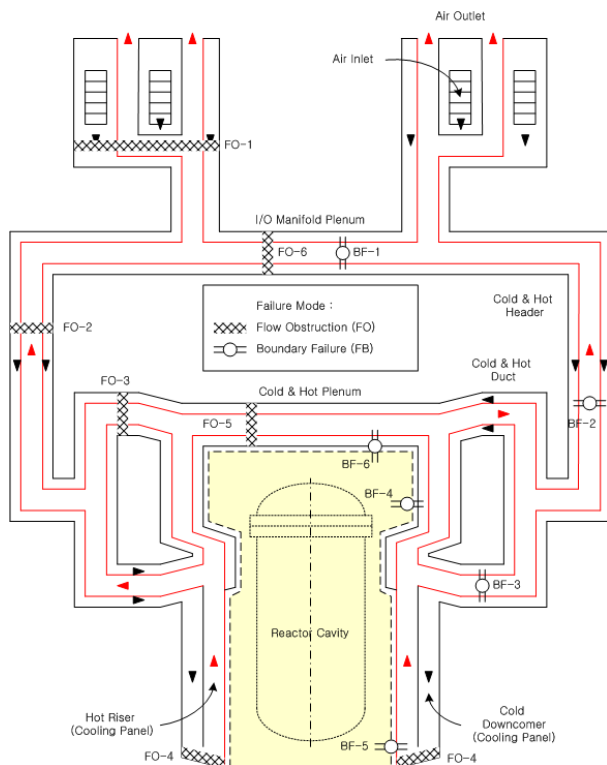 Air Outlet
Air Inlet
FO-1
I/O Manifold Plenum
FO-6
BF-1
Failure Mode :
Flow Obstruction (FO)
Boundary Failure (FB)
Cold & Hot
Header
FO-2
Cold & Hot
Duct
FO-3
Cold & Hot Plenum
FO-5
BF-2
BF-6
BF-4
BF-3
Reactor Cavity
Hot Riser
(Cooling Panel)
Cold
Downcomer
(Cooling Panel)
FO-4
BF-5
FO-4